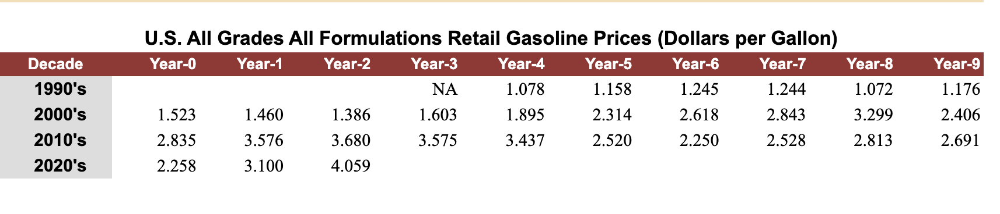 U.S. All Grades All Formulations Retail Gasoline Prices (Dollars per Gallon)
Decade Year-0 Year-1 Year-2 Year-3 Year-4 Year-5 Year-6 Year-7 Year-8 Year-9
1990's NA 1.078 1.158 1.245 1.244 1.072 1.176
2000's 1.523 1.460 1.386 1.603 1.895 2.314 2.618 2.843 3.299 2.406
2010's 2.835 3.576 3.680 3.575 3.437 2.520 2.250 2.528 2.813 2.691
2020's 2.258 3.100 4.059